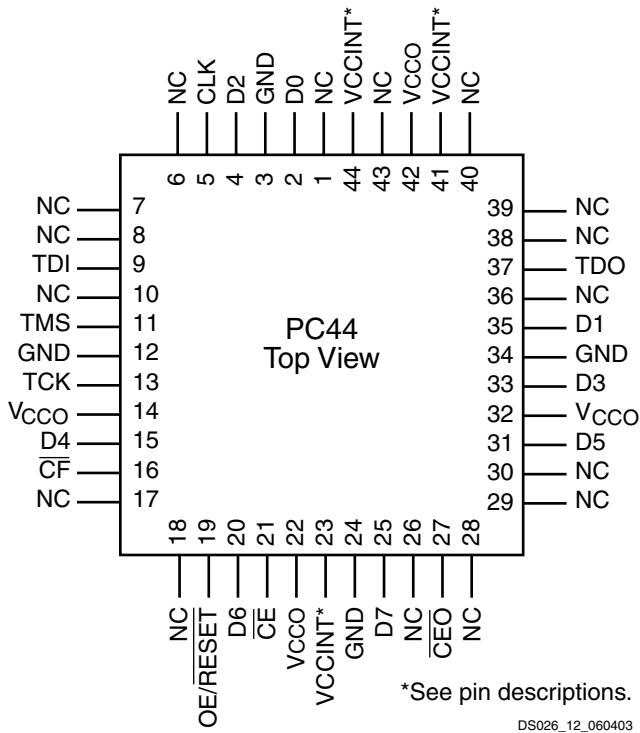 NC CLK D2 GND D0 NC VCCINT* NC VCCO VCCINT* NC
6 5 4 3 2 1 44 43 42 41 40
NC 7 39 NC
NC 8 38 NC
TDI 9 37 TDO
NC 10 36 NC
TMS 11 35 D1
GND 12 34 GND
TCK 13 33 D3
VCCO 14 32 VCCO
D4 15 31 D5
CF 16 30 NC
NC 17 29 NC
PC44
Top View
18 19 20 21 22 23 24 25 26 27 28
NC OE/RESET D6 CE VCCO VCCINT* GND D7 NC CEO NC
*See pin descriptions.
DS026_12_060403